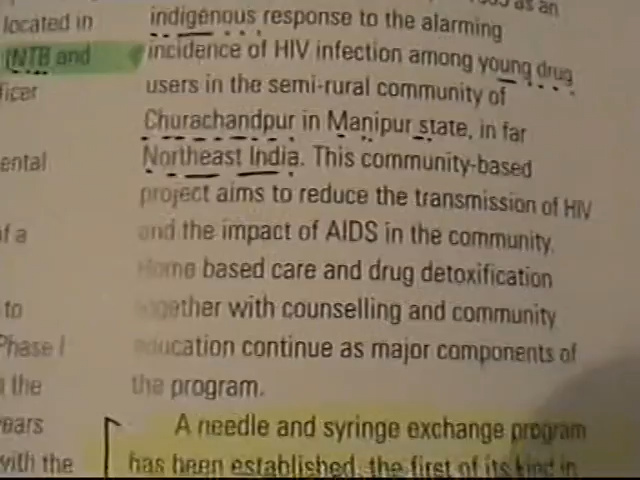 located in
(NTB and
ental
of a
to
Phase I
the
years
with the
as an
indigenous response to the alarming
incidence of HIV infection among young drug
users in the semi-rural community of
Churachandpur in Manipur state, in far
Northeast India. This community-based
project aims to reduce the transmission of HIV
and the impact of AIDS in the community.
Home based care and drug detoxification
together with counselling and community
education continue as major components of
the program.
A needle and syringe exchange program
has been established, the first of its kind in